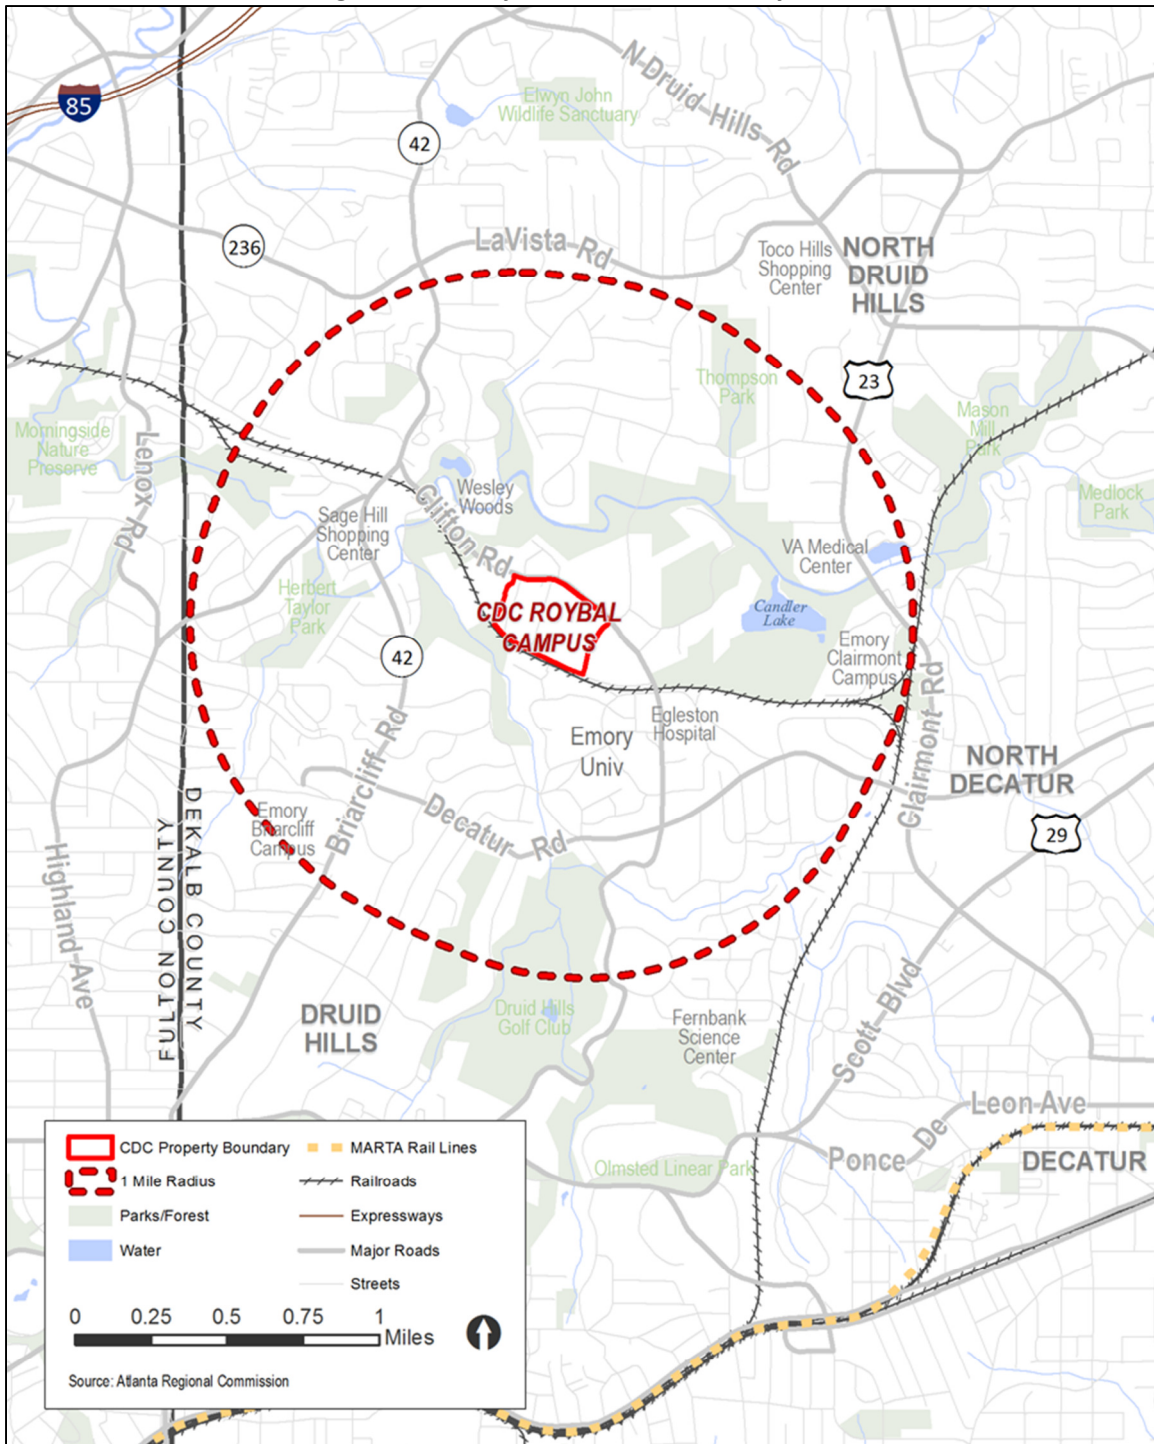 85
42
236
N Druid Hills Rd
Elwyn John
Wildlife Sanctuary
LaVista Rd
Toco Hills
Shopping
Center
NORTH
DRUID
HILLS
23
Thompson
Park
Mason
Mill
Park
Medlock
Park
Morningside
Nature
Preserve
Lenox Rd
Wesley
Woods
Clifton Rd
Sage Hill
Shopping
Center
VA Medical
Center
Herbert
Taylor
Park
CDC ROYBAL
CAMPUS
Candler
Lake
42
Emory
Clairmont
Campus
Clairmont Rd
Egleston
Hospital
Emory
Univ
NORTH
DECATUR
29
Briarcliff Rd
Decatur Rd
Emory
Briarcliff
Campus
DEKALB COUNTY
FULTON COUNTY
Highland Ave
DRUID
HILLS
Druid Hills
Golf Club
Fernbank
Science
Center
Scott Blvd
Ponce De Leon Ave
DECATUR
Olmsted Linear Park
CDC Property Boundary
1 Mile Radius
Parks/Forest
Water
MARTA Rail Lines
Railroads
Expressways
Major Roads
Streets
0 0.25 0.5 0.75 1
Miles
Source: Atlanta Regional Commission